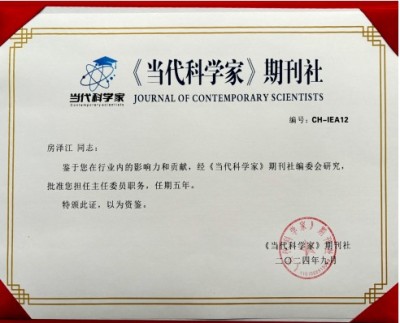 当代科学家
《当代科学家》期刊社
JOURNAL OF CONTEMPORARY SCIENTISTS
编号：CH-IEA12
房泽江 同志：
鉴于您在行业内的影响力和贡献，经《当代科学家》期刊社编委会研究，
批准您担任主任委员职务，任期五年。
特颁此证，以为资鉴。
《当代科学家》期刊社
二〇二四年九月